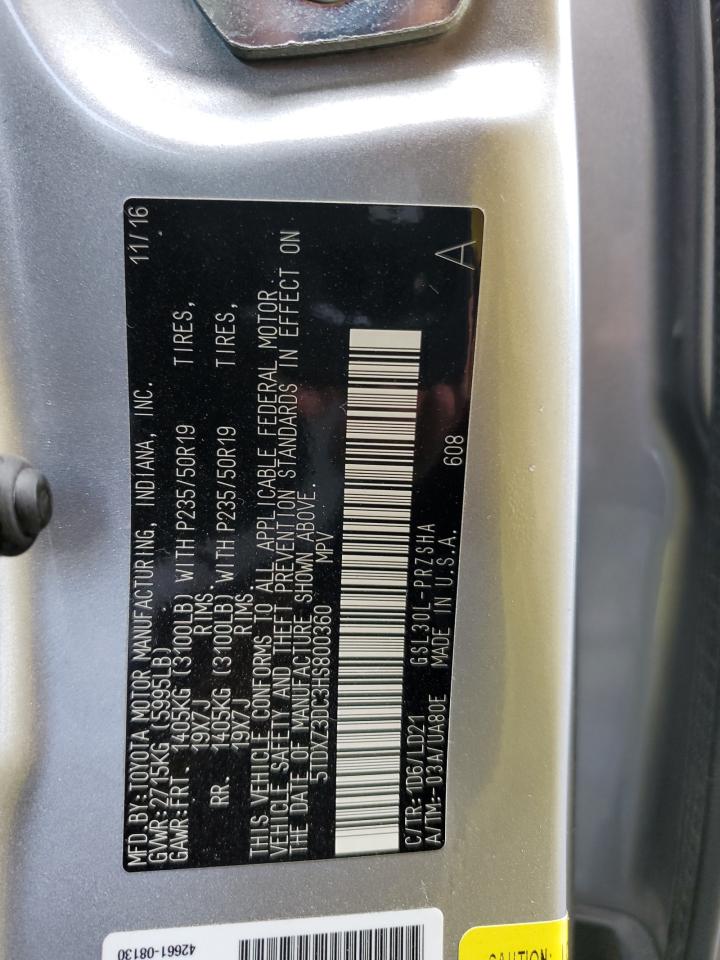 MFD.BY:TOYOTA MOTOR MANUFACTURING, INDIANA, INC. 11/16
GVWR:2715KG (5995LB)
GAWR:FRT. 1405KG (3100LB) WITH P235/50R19 TIRES,
19X7J RIMS.
RR. 1405KG (3100LB) WITH P235/50R19 TIRES,
19X7J RIMS.
THIS VEHICLE CONFORMS TO ALL APPLICABLE FEDERAL MOTOR
VEHICLE SAFETY AND THEFT PREVENTION STANDARDS IN EFFECT ON
THE DATE OF MANUFACTURE SHOWN ABOVE.
5TDXZ3DC3HS800360 MPV
C/TR:1D6/LD21 GSL30L-PRZSHA 608 A
A/TM:-03A/UA80E MADE IN U.S.A.
42661-08130
CAUTION: